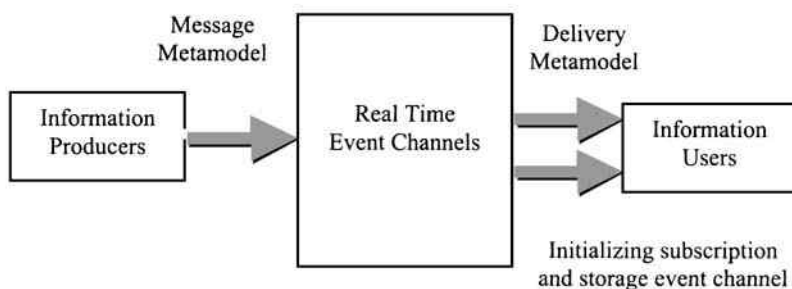 Message
Metamodel
Delivery
Metamodel
Information
Producers
Real Time
Event Channels
Information
Users
Initializing subscription
and storage event channel